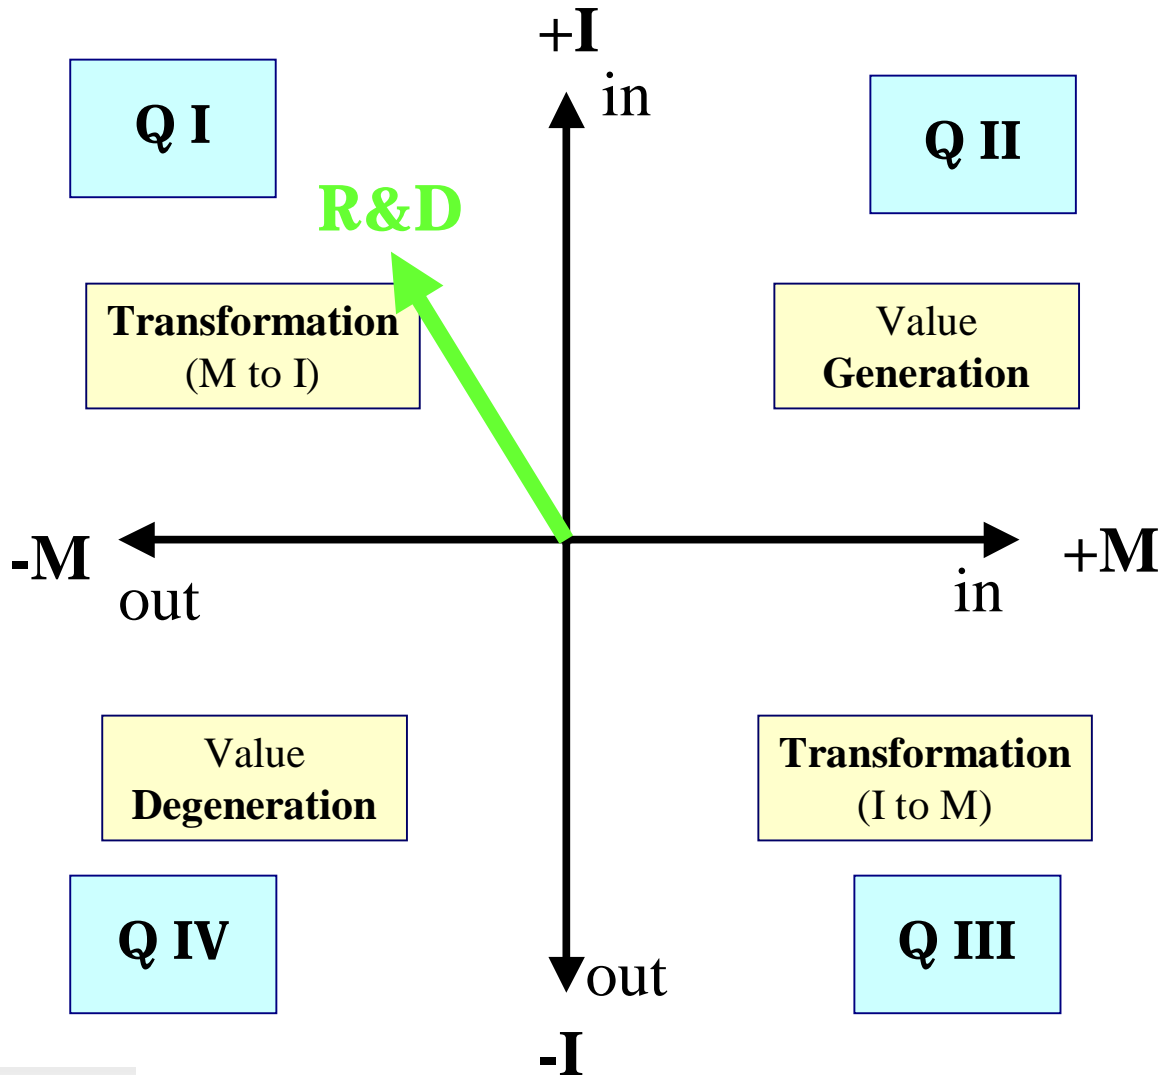 +I
in
Q I
Q II
R&D
Transformation
(M to I)
Value
Generation
-M
out
+M
in
Value
Degeneration
Transformation
(I to M)
Q IV
Q III
out
-I